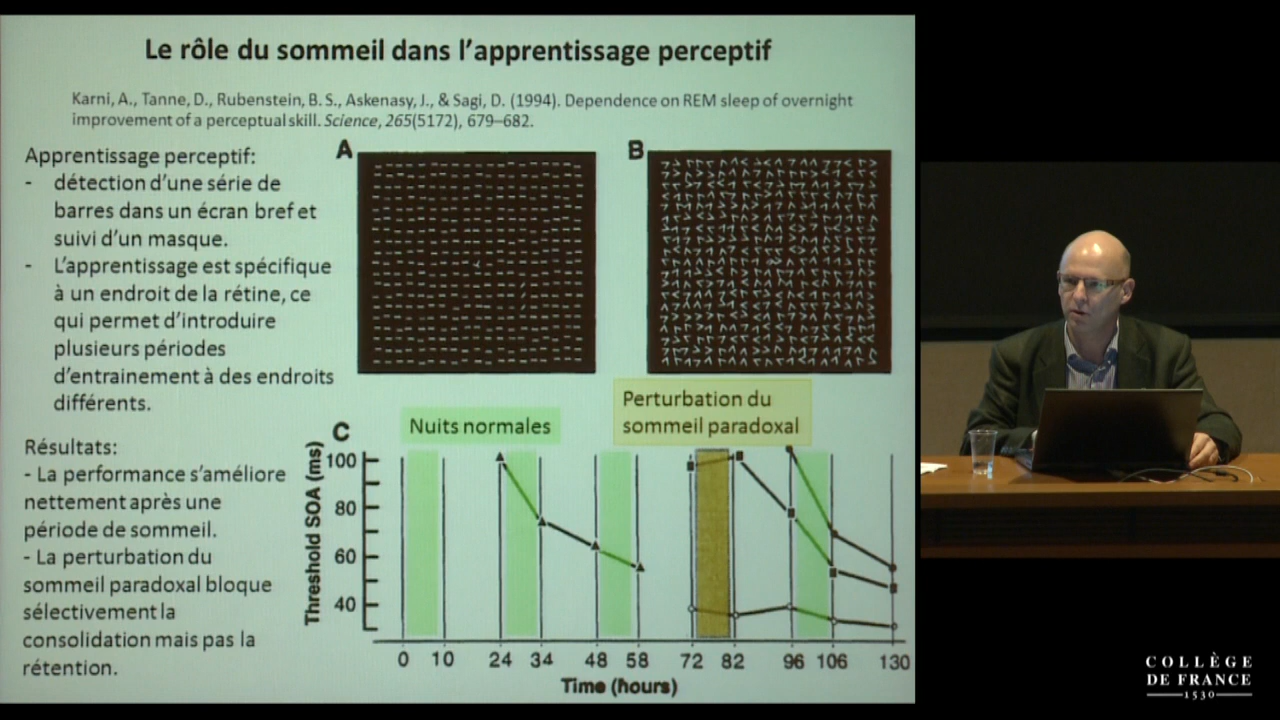 Le rôle du sommeil dans l'apprentissage perceptif
Karni, A., Tanne, D., Rubenstein, B. S., Askenasy, J., & Sagi, D. (1994). Dependence on REM sleep of overnight
improvement of a perceptual skill. Science, 265(5172), 679–682.
Apprentissage perceptif:
- détection d'une série de
barres dans un écran bref et
suivi d'un masque.
- L'apprentissage est spécifique
à un endroit de la rétine, ce
qui permet d'introduire
plusieurs périodes
d'entrainement à des endroits
différents.
Résultats:
- La performance s'améliore
nettement après une
période de sommeil.
- La perturbation du
sommeil paradoxal bloque
sélectivement la
consolidation mais pas la
rétention.
A
B
C
Nuits normales
Perturbation du
sommeil paradoxal
Threshold SOA (ms)
100
80
60
40
0 10 24 34 48 58 72 82 96 106 130
Time (hours)
COLLÈGE
DE FRANCE
1530